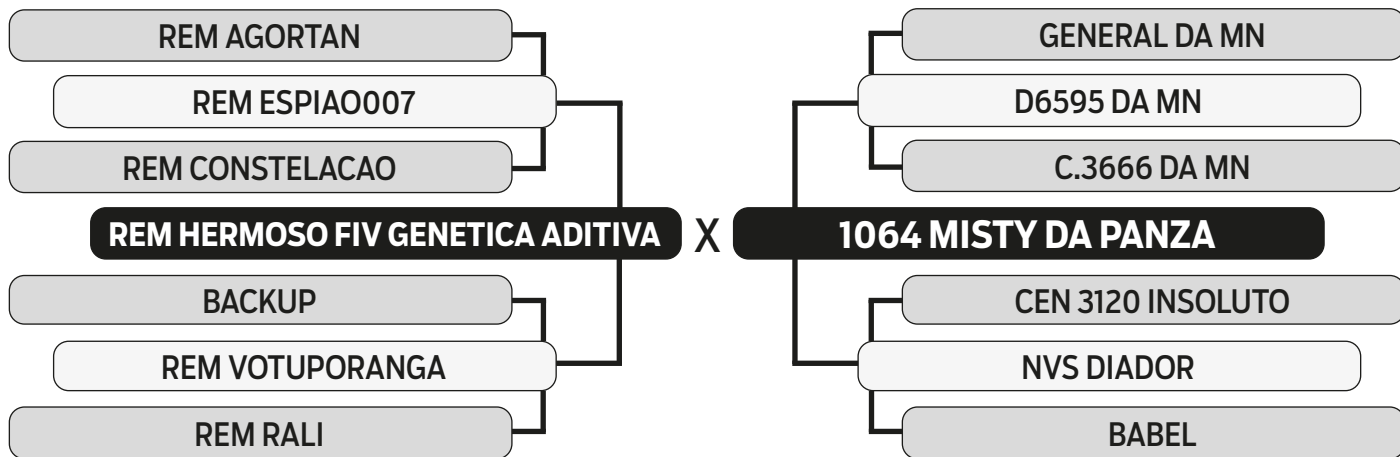 REM AGORTAN
REM ESPIAO007
REM CONSTELACAO
REM HERMOSO FIV GENETICA ADITIVA
BACKUP
REM VOTUPORANGA
REM RALI
X
GENERAL DA MN
D6595 DA MN
C.3666 DA MN
1064 MISTY DA PANZA
CEN 3120 INSOLUTO
NVS DIADOR
BABEL